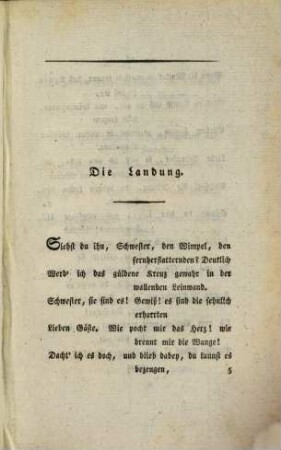 Die Landung.
Siehst du ihn, Schwester, den Wimpel, den
fernherflatternden? Deutlich
Werd' ich das güldene Kreuz gewahr in der
wallenden Leinwand.
Schwester, sie sind es! Gewiß! es sind die sehnlich
erharrten
Lieben Gäste. Wie pocht mir das Herz! wie
brennt mir die Wange!
Dacht' ich es doch, und blieb dabey, du kannst es
bezeugen, 5